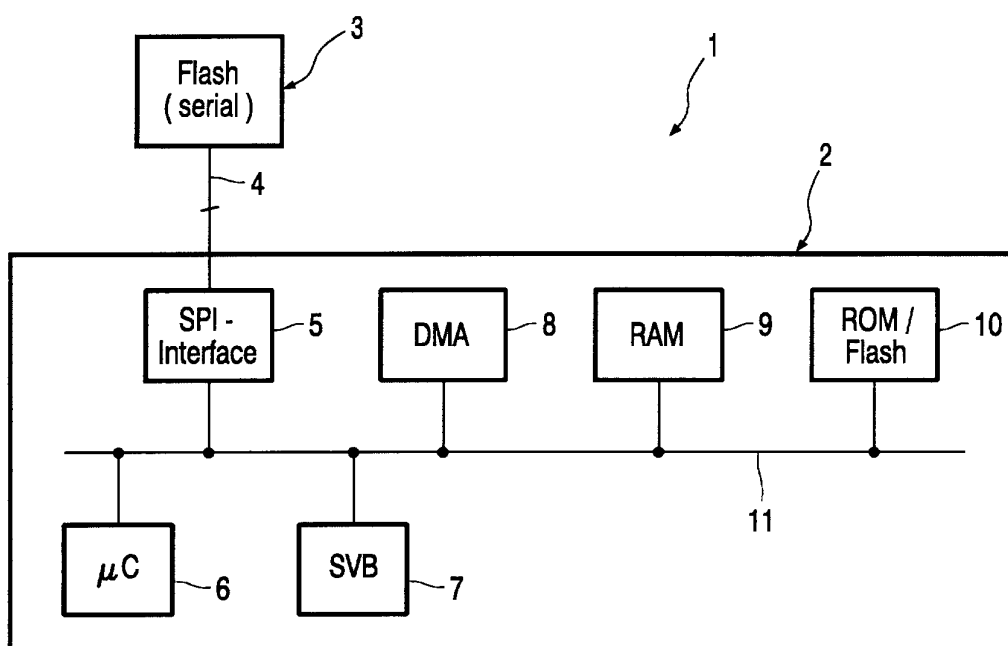 3
Flash
( serial )
1
4
2
SPI -
Interface
5
DMA
8
RAM
9
ROM /
Flash
10
11
μC
6
SVB
7